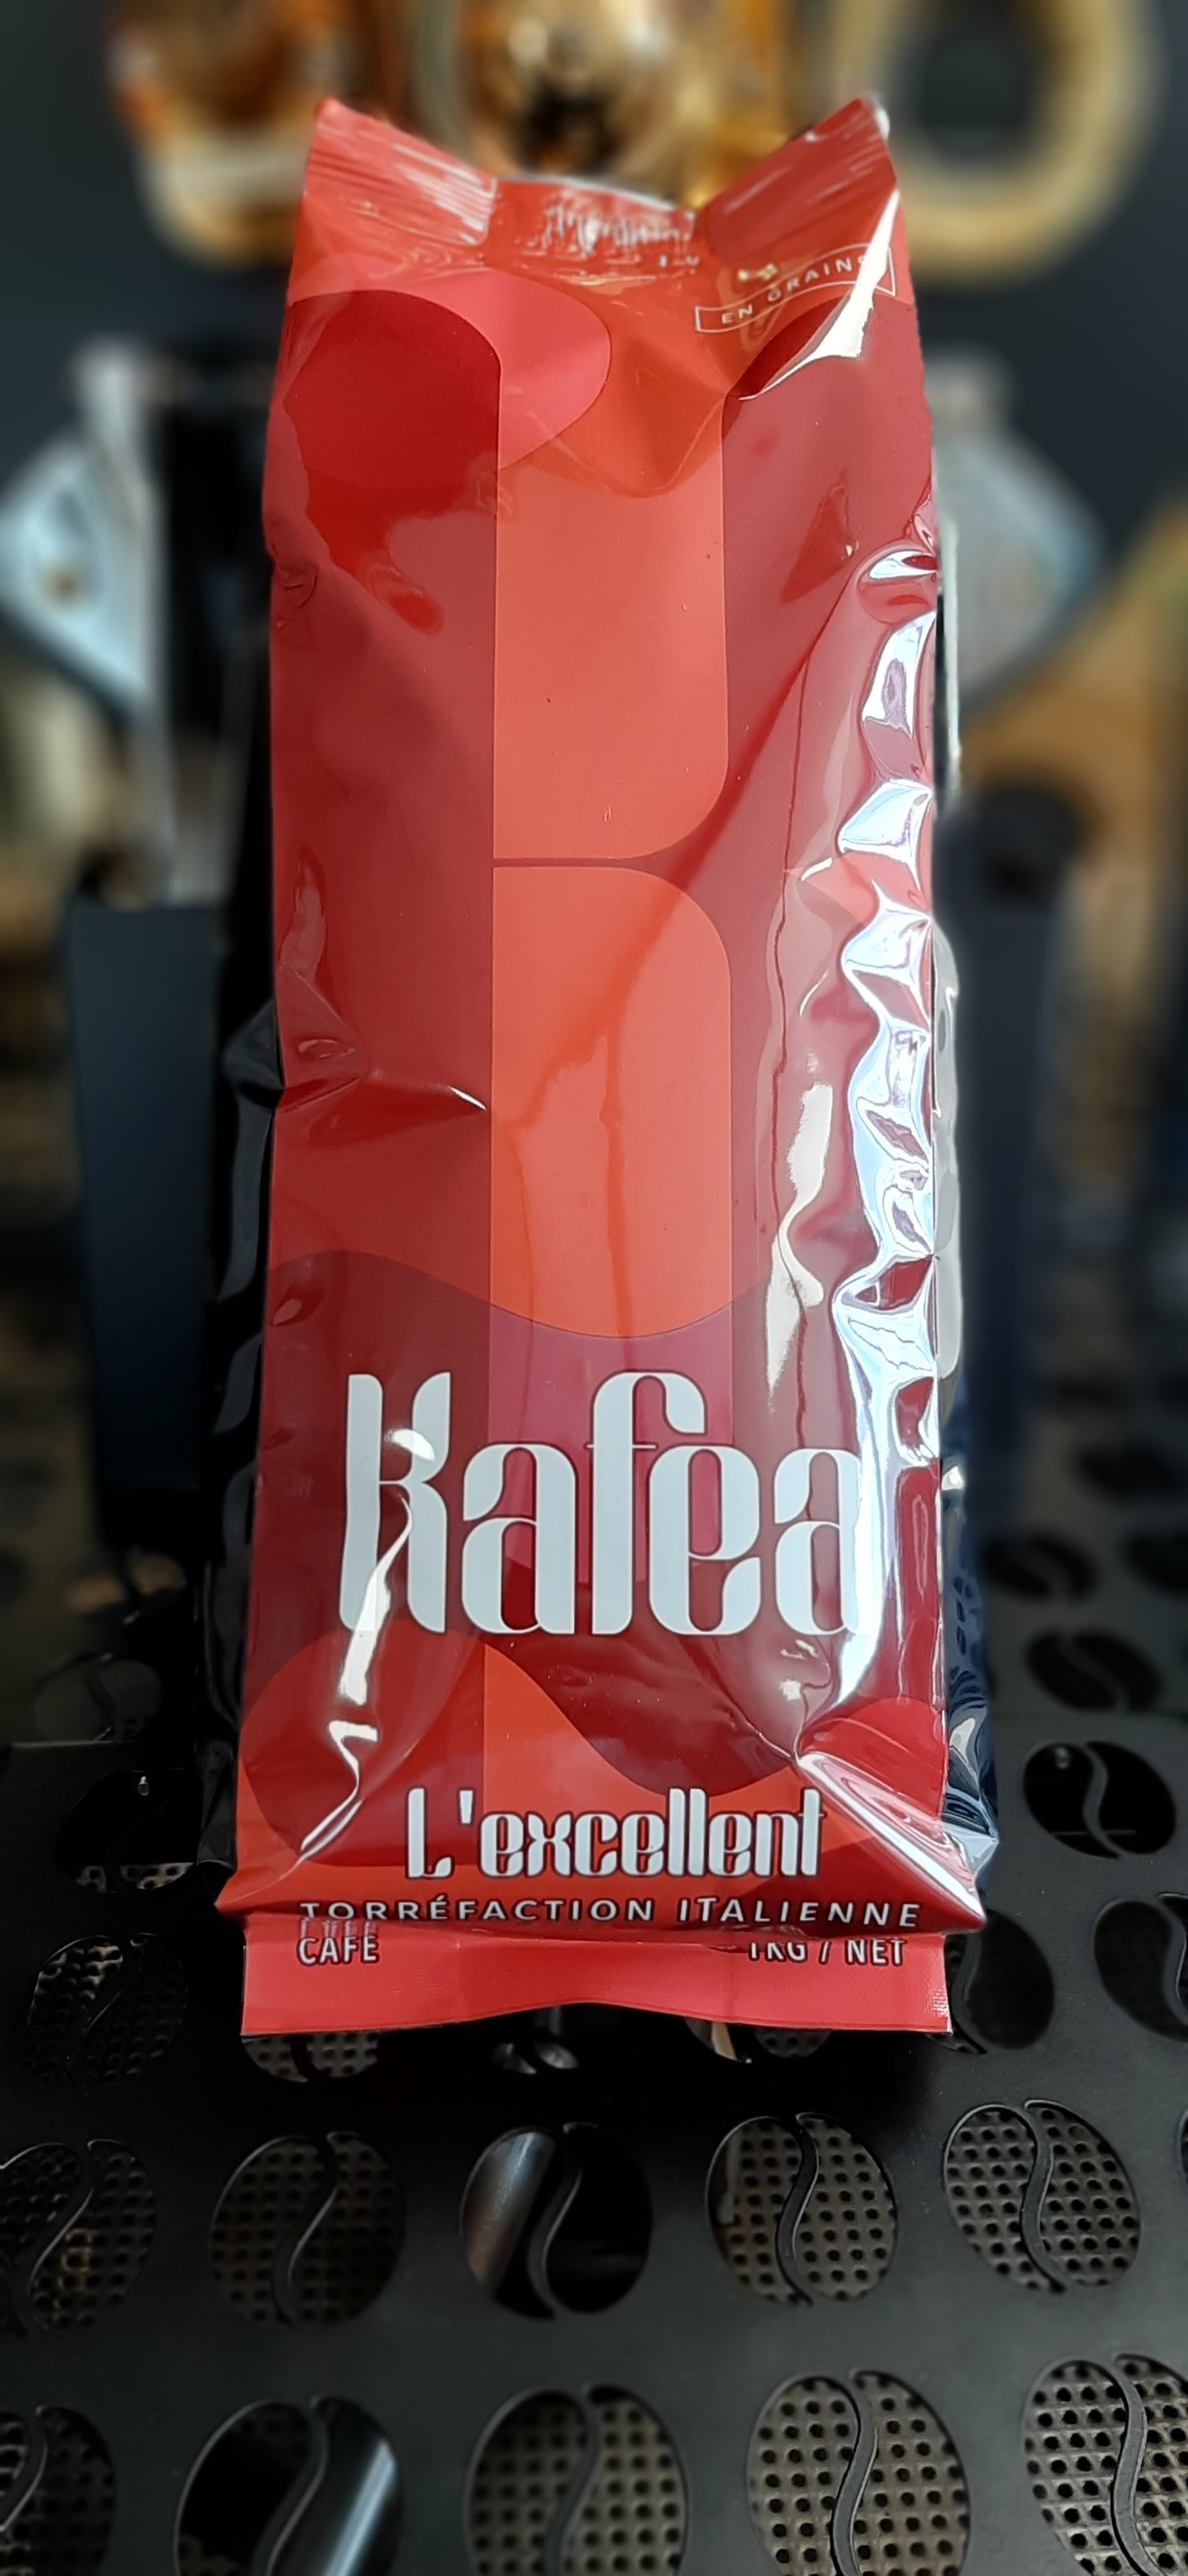 EN GRAINS
Kafea
L'excellent
TORRÉFACTION ITALIENNE
CAFÉ
1KG / NET